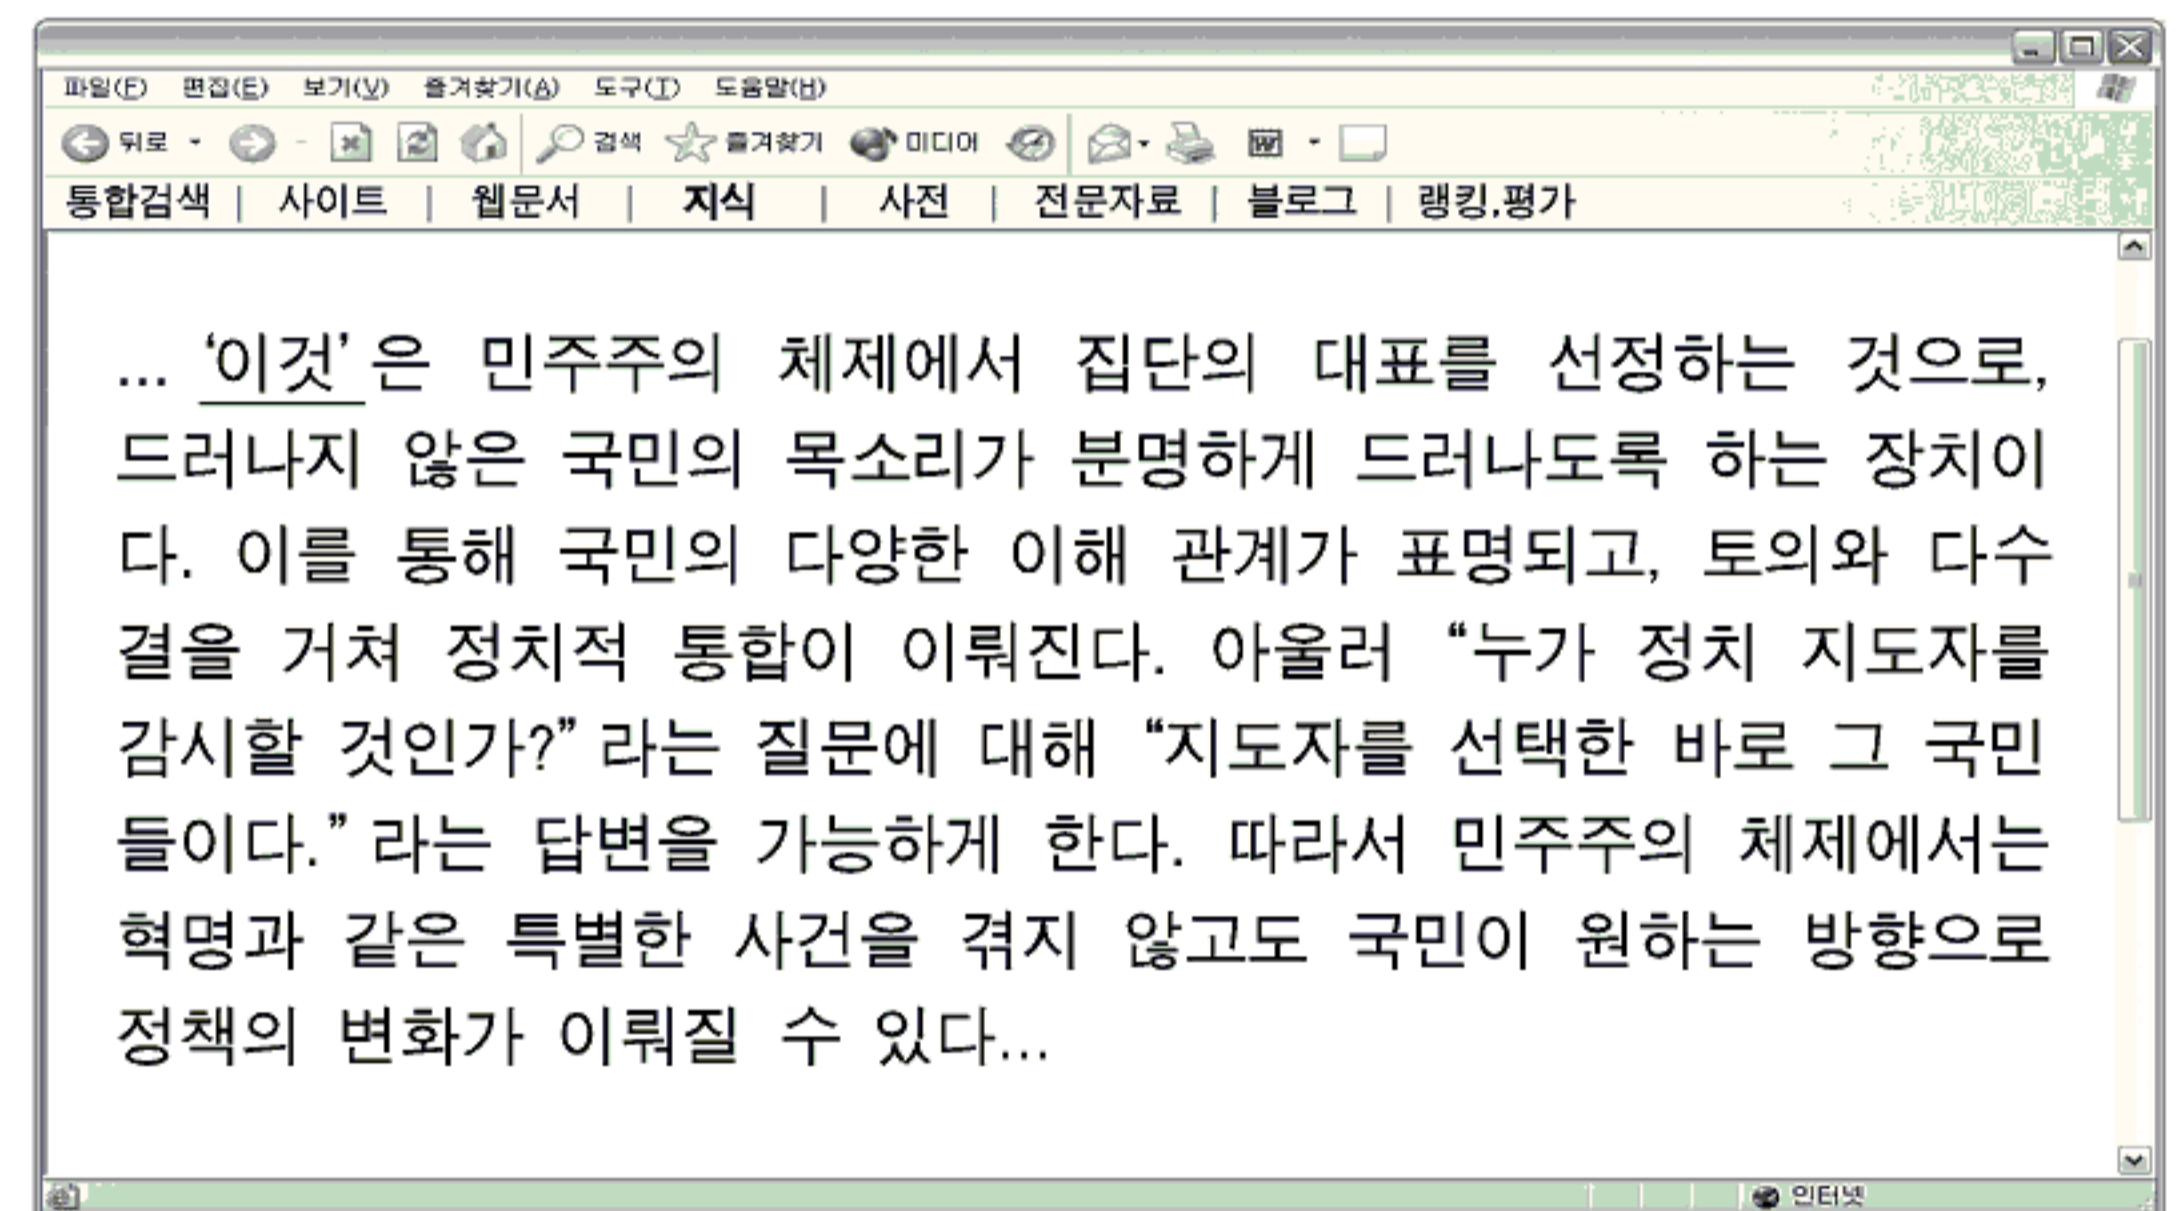 파일(F) 편집(E) 보기(V) 즐겨찾기(A) 도구(T) 도움말(H)
뒤로 검색 즐겨찾기 미디어 W
통합검색 | 사이트 | 웹문서 | 지식 | 사전 | 전문자료 | 블로그 | 랭킹,평가
... ‘이것’은 민주주의 체제에서 집단의 대표를 선정하는 것으로,
드러나지 않은 국민의 목소리가 분명하게 드러나도록 하는 장치이
다. 이를 통해 국민의 다양한 이해 관계가 표명되고, 토의와 다수
결을 거쳐 정치적 통합이 이뤄진다. 아울러 “누가 정치 지도자를
감시할 것인가?”라는 질문에 대해 “지도자를 선택한 바로 그 국민
들이다.”라는 답변을 가능하게 한다. 따라서 민주주의 체제에서는
혁명과 같은 특별한 사건을 겪지 않고도 국민이 원하는 방향으로
정책의 변화가 이뤄질 수 있다...
인터넷